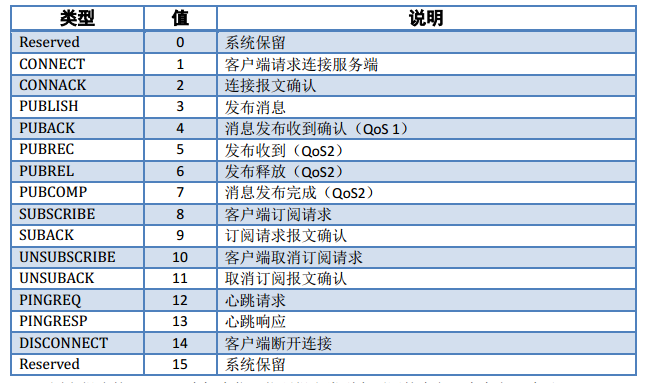 类型 值 说明
Reserved 0 系统保留
CONNECT 1 客户端请求连接服务端
CONNACK 2 连接报文确认
PUBLISH 3 发布消息
PUBACK 4 消息发布收到确认（QoS 1）
PUBREC 5 发布收到（QoS2）
PUBREL 6 发布释放（QoS2）
PUBCOMP 7 消息发布完成（QoS2）
SUBSCRIBE 8 客户端订阅请求
SUBACK 9 订阅请求报文确认
UNSUBSCRIBE 10 客户端取消订阅请求
UNSUBACK 11 取消订阅报文确认
PINGREQ 12 心跳请求
PINGRESP 13 心跳响应
DISCONNECT 14 客户端断开连接
Reserved 15 系统保留